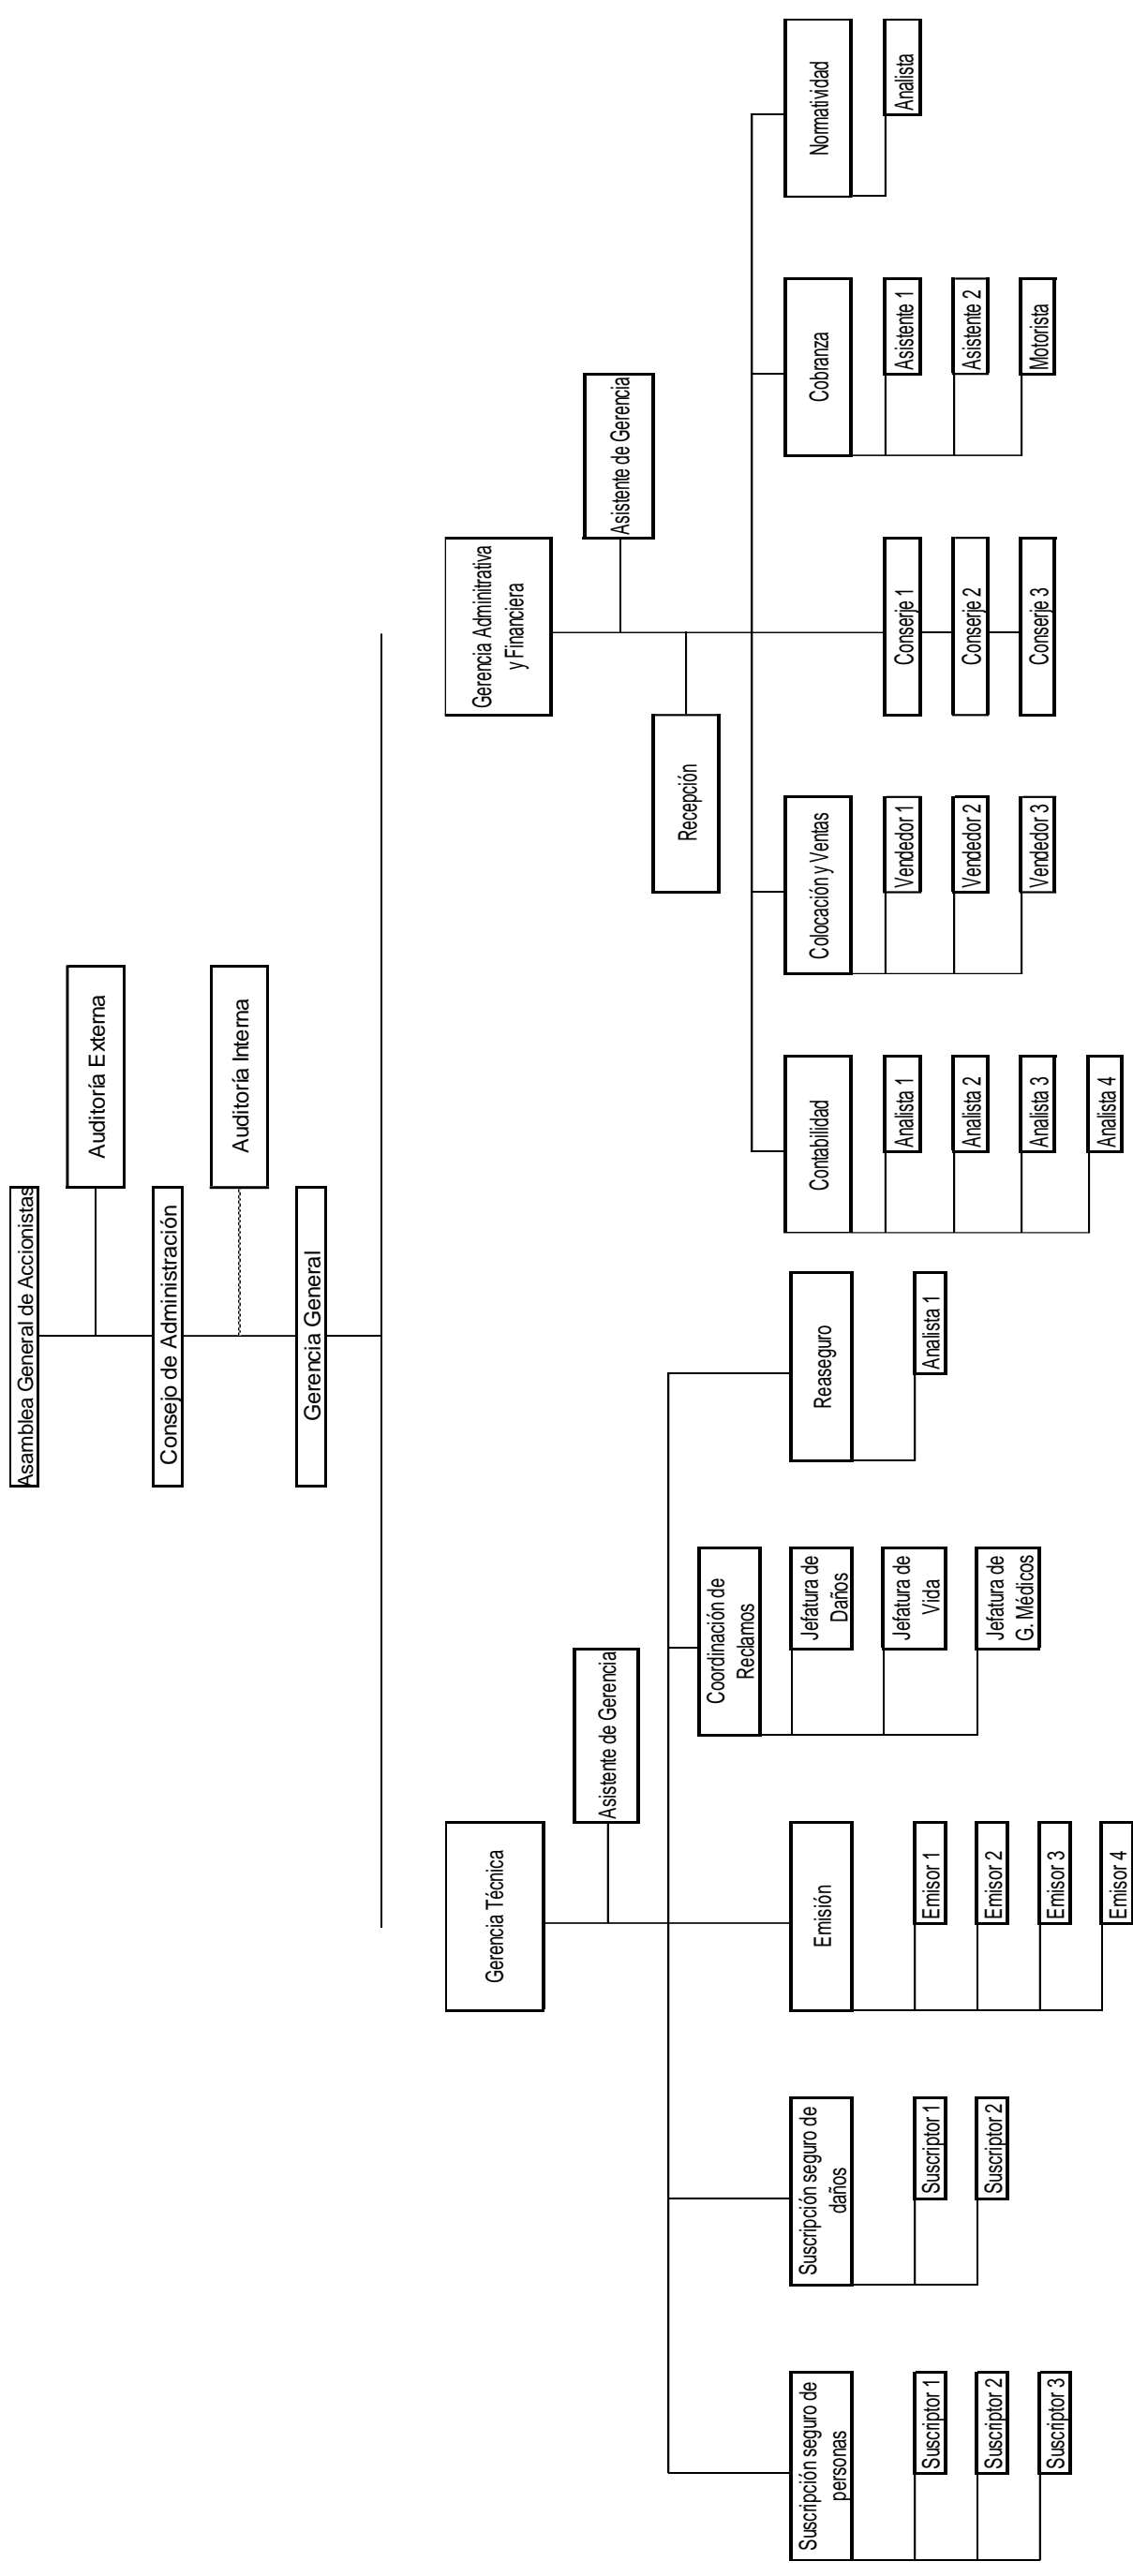 Asamblea General de Accionistas
Auditoría Externa
Consejo de Administración
Auditoría Interna
Gerencia General
Gerencia Técnica
Asistente de Gerencia
Suscripción seguro de
personas
Suscriptor 1
Suscriptor 2
Suscriptor 3
Suscripción seguro de
daños
Suscriptor 1
Suscriptor 2
Emisión
Emisor 1
Emisor 2
Emisor 3
Emisor 4
Coordinación de
Reclamos
Jefatura de
Daños
Jefatura de
Vida
Jefatura de
G. Médicos
Reaseguro
Analista 1
Gerencia Adminitrativa
y Financiera
Asistente de Gerencia
Recepción
Contabilidad
Analista 1
Analista 2
Analista 3
Analista 4
Colocación y Ventas
Vendedor 1
Vendedor 2
Vendedor 3
Conserje 1
Conserje 2
Conserje 3
Cobranza
Asistente 1
Asistente 2
Motorista
Normatividad
Analista